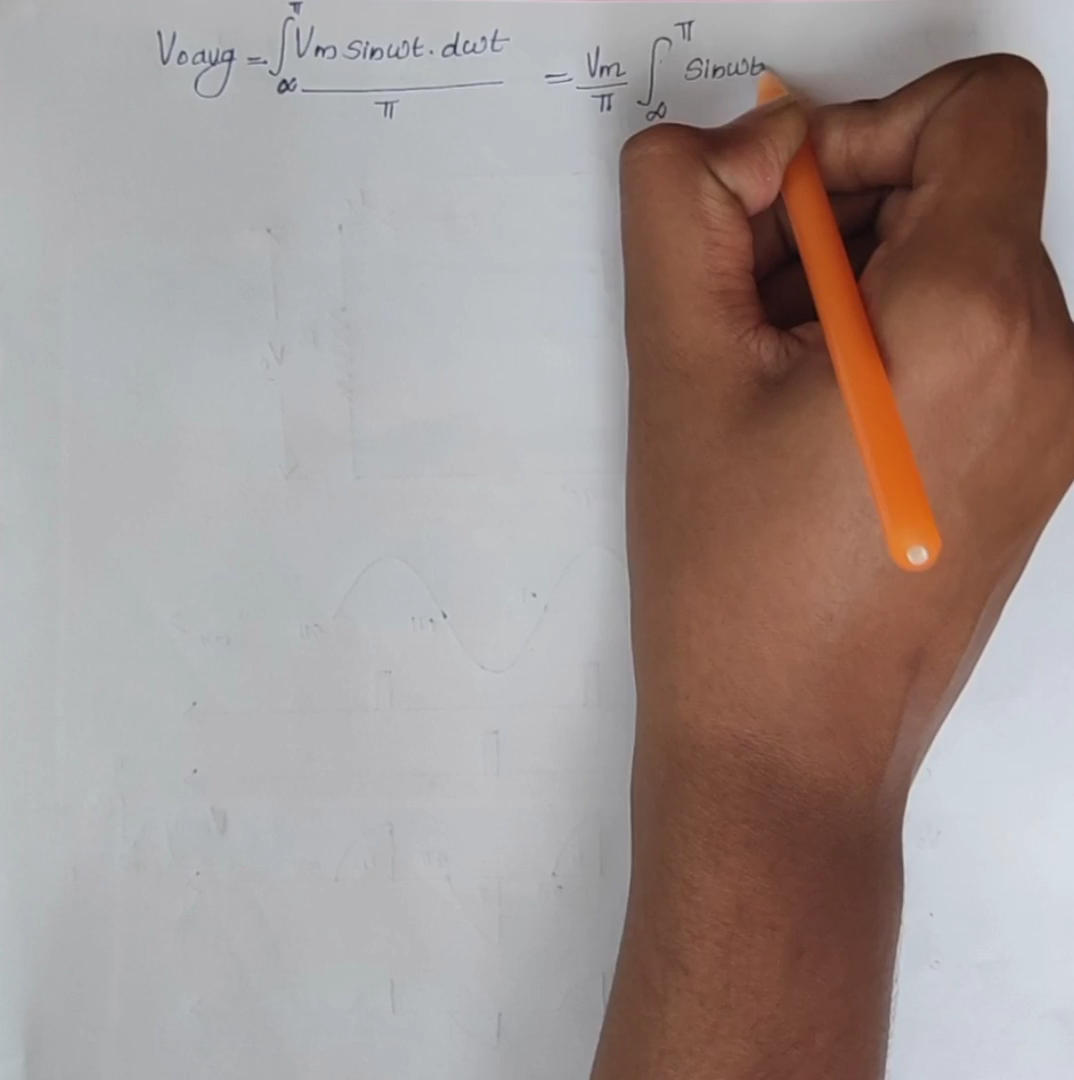 Voavg = ∫_∞^π Vm sinωt . dωt / π = Vm/π ∫_∞^π sinωt